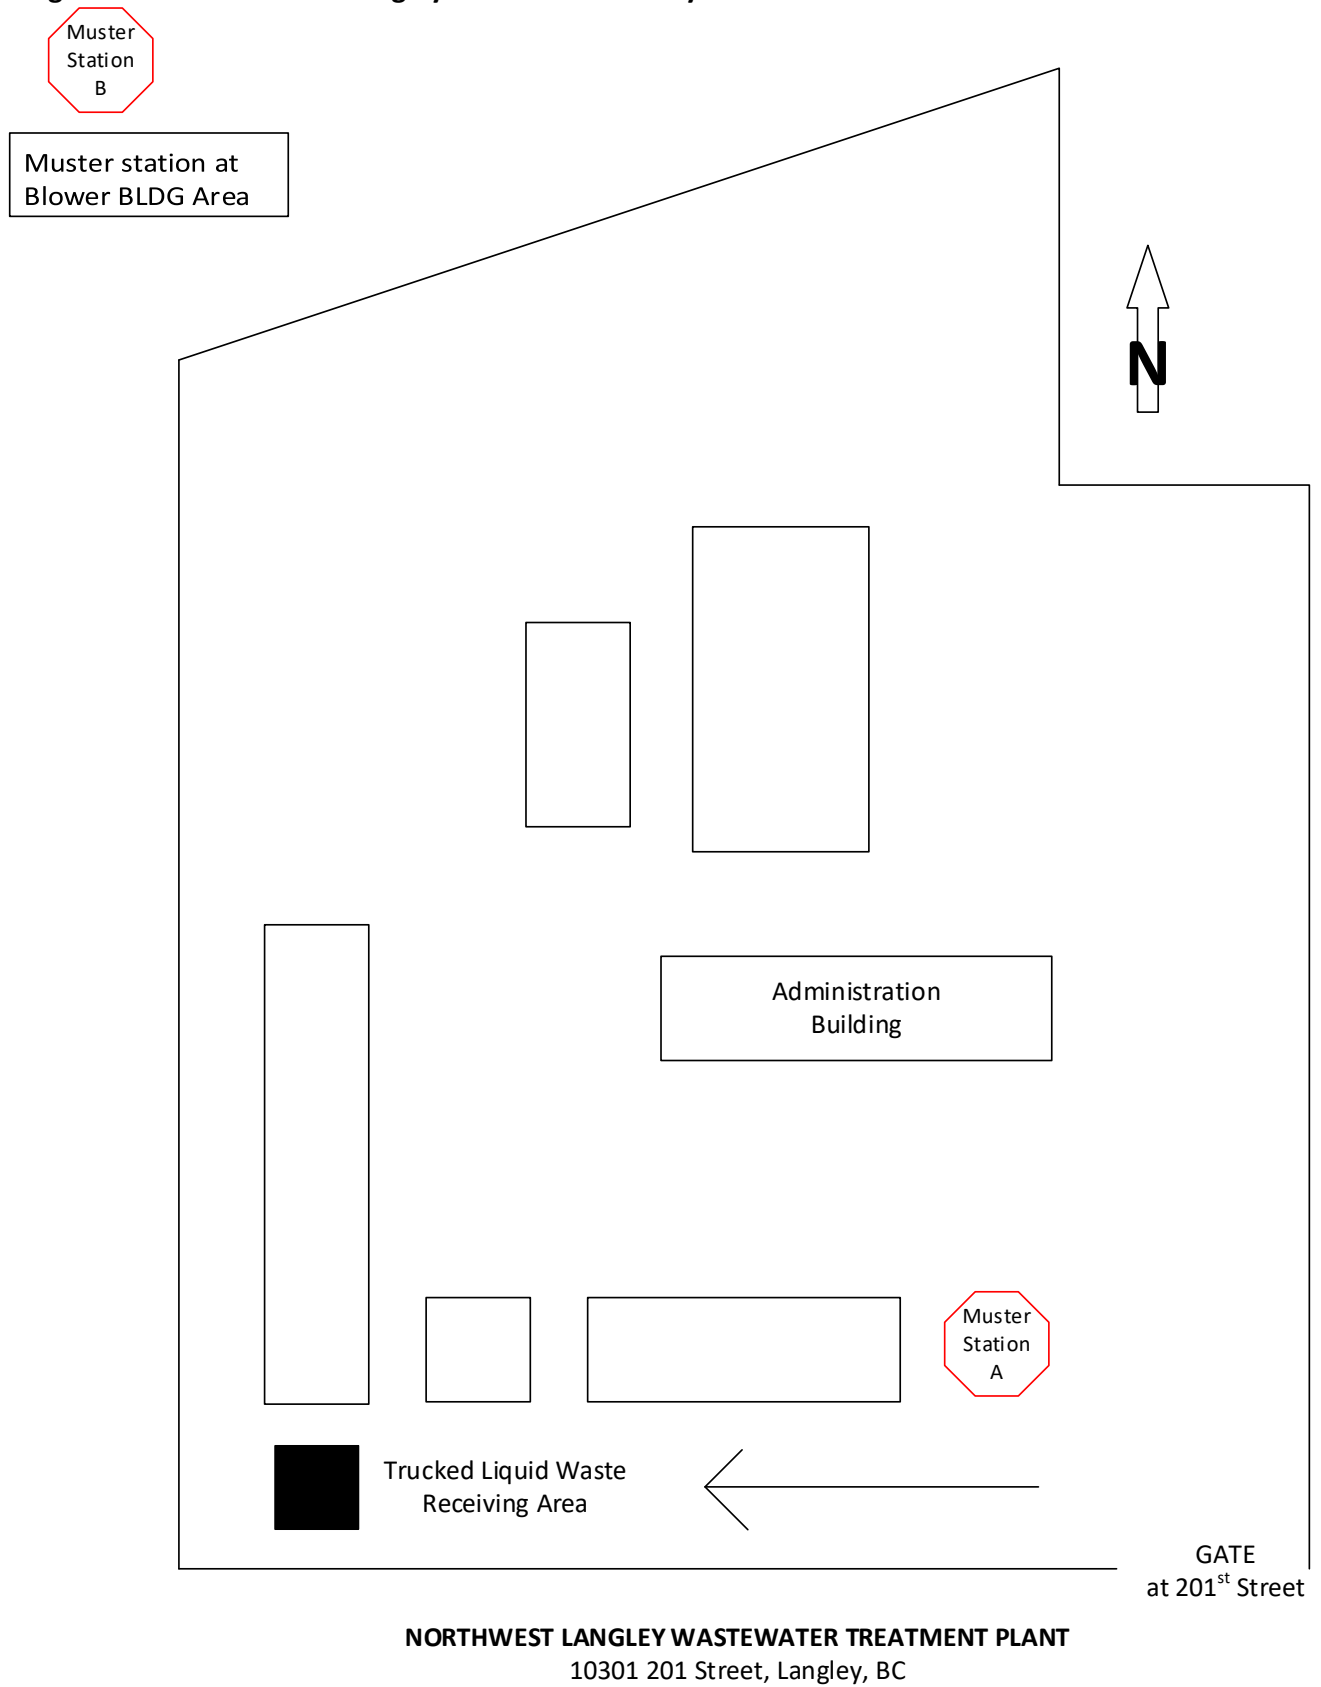 Muster
Station
B
Muster station at
Blower BLDG Area
N
Administration
Building
Muster
Station
A
Trucked Liquid Waste
Receiving Area
GATE
at 201st Street
NORTHWEST LANGLEY WASTEWATER TREATMENT PLANT
10301 201 Street, Langley, BC